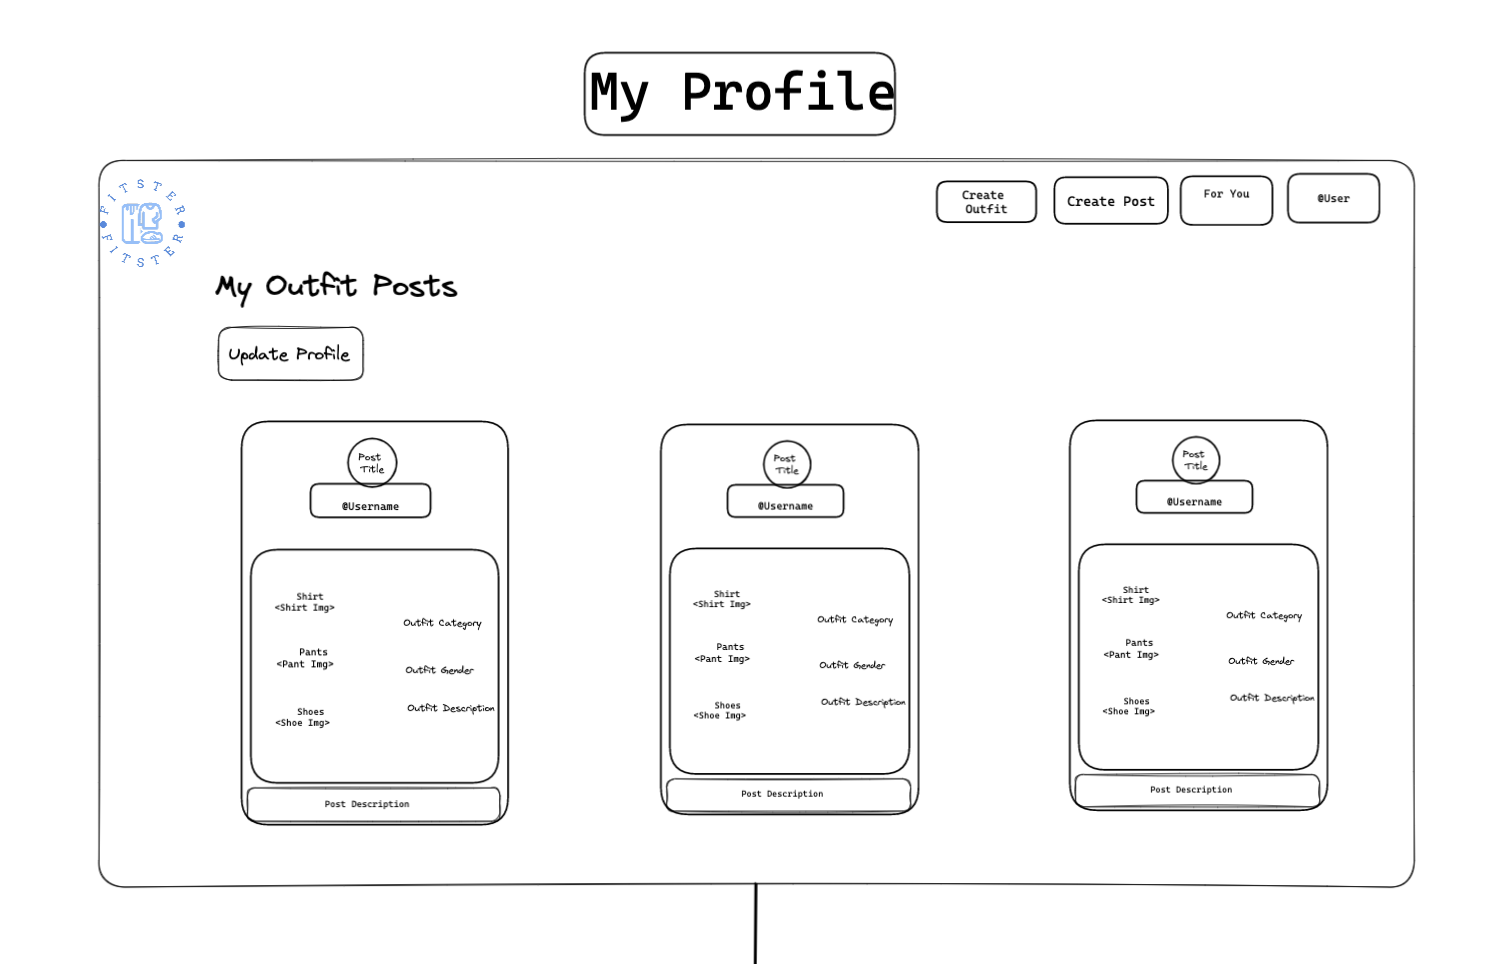 My Profile
FITSTER
FITSTER
Create
Outfit
Create Post
For You
@User
My Outfit Posts
Update Profile
Post
Title
@Username
Shirt
<Shirt Img>
Outfit Category
Pants
<Pant Img>
Outfit Gender
Shoes
<Shoe Img>
Outfit Description
Post Description
Post
Title
@Username
Shirt
<Shirt Img>
Outfit Category
Pants
<Pant Img>
Outfit Gender
Shoes
<Shoe Img>
Outfit Description
Post Description
Post
Title
@Username
Shirt
<Shirt Img>
Outfit Category
Pants
<Pant Img>
Outfit Gender
Shoes
<Shoe Img>
Outfit Description
Post Description